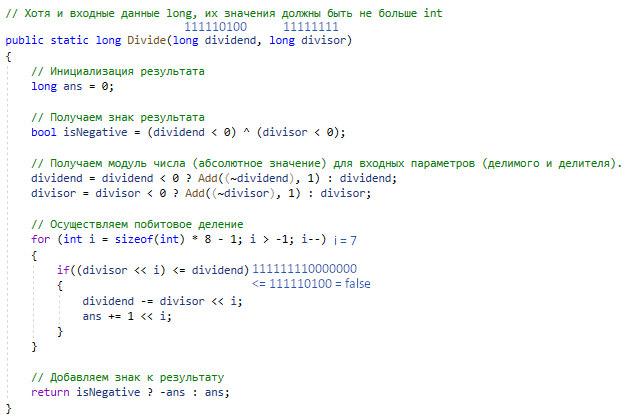 // Хотя и входные данные long, их значения должны быть не больше int
111110100 11111111
public static long Divide(long dividend, long divisor)
{
// Инициализация результата
long ans = 0;
// Получаем знак результата
bool isNegative = (dividend < 0) ^ (divisor < 0);
// Получаем модуль числа (абсолютное значение) для входных параметров (делимого и делителя).
dividend = dividend < 0 ? Add((~dividend), 1) : dividend;
divisor = divisor < 0 ? Add((~divisor), 1) : divisor;
// Осуществляем побитовое деление
for (int i = sizeof(int) * 8 - 1; i > -1; i--) i = 7
{
if((divisor << i) <= dividend) 111111110000000
{ <= 111110100 = false
dividend -= divisor << i;
ans += 1 << i;
}
}
// Добавляем знак к результату
return isNegative ? -ans : ans;
}